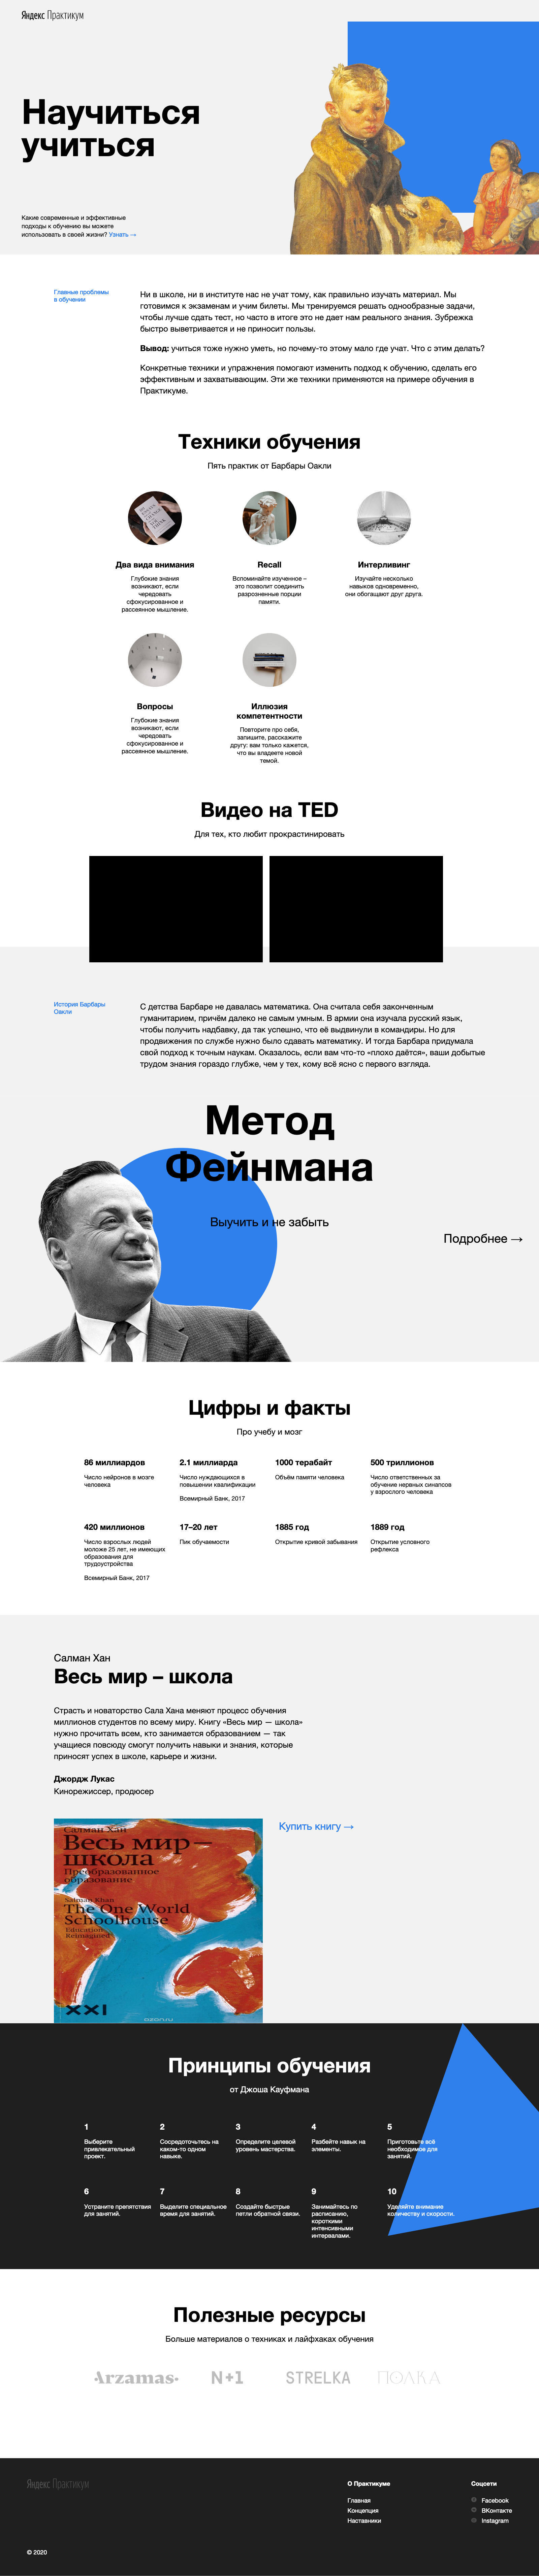 Яндекс Практикум
Научиться
учиться
Какие современные и эффективные
подходы к обучению вы можете
использовать в своей жизни? Узнать →
Главные проблемы
в обучении
Ни в школе, ни в институте нас не учат тому, как правильно изучать материал. Мы
готовимся к экзаменам и учим билеты. Мы тренируемся решать однообразные задачи,
чтобы лучше сдать тест, но часто в итоге это не дает нам реального знания. Зубрежка
быстро выветривается и не приносит пользы.
Вывод: учиться тоже нужно уметь, но почему-то этому мало где учат. Что с этим делать?
Конкретные техники и упражнения помогают изменить подход к обучению, сделать его
эффективным и захватывающим. Эти же техники применяются на примере обучения в
Практикуме.
Техники обучения
Пять практик от Барбары Оакли
Два вида внимания
Глубокие знания
возникают, если
чередовать
сфокусированное и
рассеянное мышление.
Recall
Вспоминайте изученное –
это позволит соединить
разрозненные порции
памяти.
Интерливинг
Изучайте несколько
навыков одновременно,
они обогащают друг друга.
Вопросы
Глубокие знания
возникают, если
чередовать
сфокусированное и
рассеянное мышление.
Иллюзия
компетентности
Повторите про себя,
запишите, расскажите
другу: вам только кажется,
что вы владеете новой
темой.
Видео на TED
Для тех, кто любит прокрастинировать
История Барбары
Оакли
С детства Барбаре не давалась математика. Она считала себя законченным
гуманитарием, причём далеко не самым умным. В армии она изучала русский язык,
чтобы получить надбавку, да так успешно, что её выдвинули в командиры. Но для
продвижения по службе нужно было сдавать математику. И тогда Барбара придумала
свой подход к точным наукам. Оказалось, если вам что-то «плохо даётся», ваши добытые
трудом знания гораздо глубже, чем у тех, кому всё ясно с первого взгляда.
Метод
Фейнмана
Выучить и не забыть
Подробнее →
Цифры и факты
Про учебу и мозг
86 миллиардов
Число нейронов в мозге
человека
2.1 миллиарда
Число нуждающихся в
повышении квалификации
Всемирный Банк, 2017
1000 терабайт
Объём памяти человека
500 триллионов
Число ответственных за
обучение нервных синапсов
у взрослого человека
420 миллионов
Число взрослых людей
моложе 25 лет, не имеющих
образования для
трудоустройства
Всемирный Банк, 2017
17–20 лет
Пик обучаемости
1885 год
Открытие кривой забывания
1889 год
Открытие условного
рефлекса
Салман Хан
Весь мир – школа
Страсть и новаторство Сала Хана меняют процесс обучения
миллионов студентов по всему миру. Книгу «Весь мир — школа»
нужно прочитать всем, кто занимается образованием — так
учащиеся повсюду смогут получить навыки и знания, которые
приносят успех в школе, карьере и жизни.
Джордж Лукас
Кинорежиссер, продюсер
Салман Хан
Весь мир –
школа
Преобразованное
образование
Salman Khan
The One World
Schoolhouse
Education
Reimagined
XXI
Купить книгу →
Принципы обучения
от Джоша Кауфмана
1
Выберите
привлекательный
проект.
2
Сосредоточьтесь на
каком-то одном
навыке.
3
Определите целевой
уровень мастерства.
4
Разбейте навык на
элементы.
5
Приготовьте всё
необходимое для
занятий.
6
Устраните препятствия
для занятий.
7
Выделите специальное
время для занятий.
8
Создайте быстрые
петли обратной связи.
9
Занимайтесь по
расписанию,
короткими
интенсивными
интервалами.
10
Уделяйте внимание
количеству и скорости.
Полезные ресурсы
Больше материалов о техниках и лайфхаках обучения
Arzamas
N+1
STRELKA
ПОЛКА
Яндекс Практикум
О Практикуме
Главная
Концепция
Наставники
Соцсети
Facebook
ВКонтакте
Instagram
© 2020